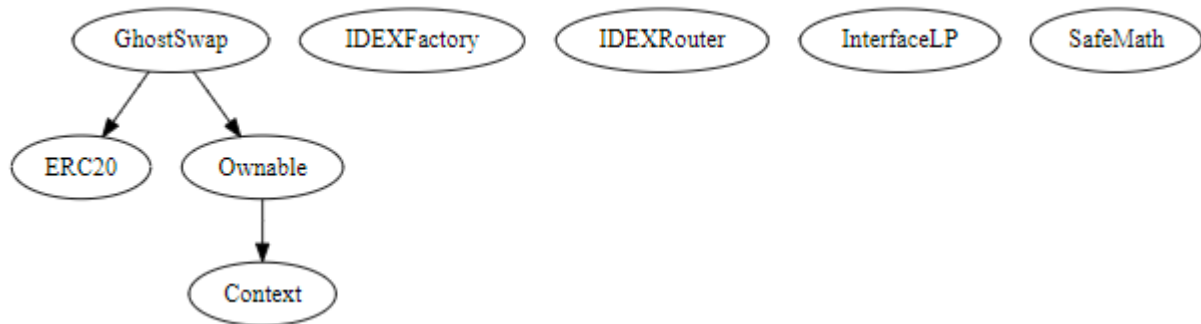 GhostSwap IDEXFactory IDEXRouter InterfaceLP SafeMath
ERC20 Ownable
Context